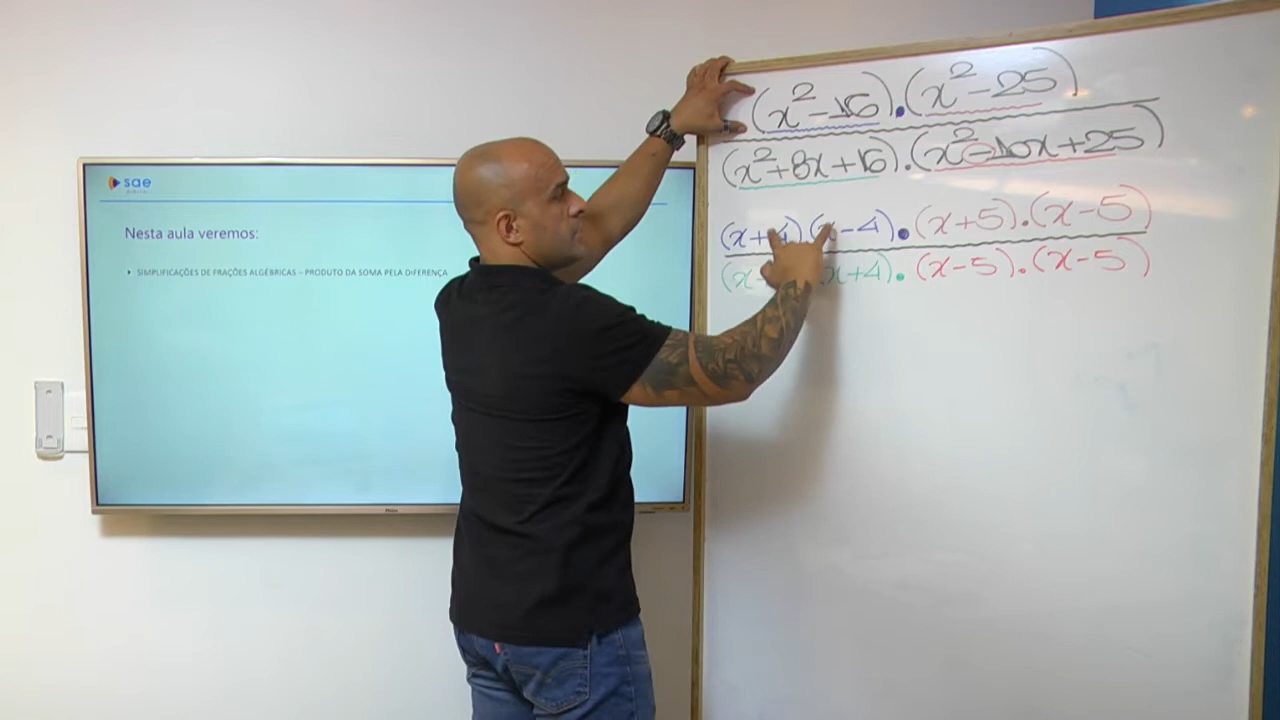 sae
Nesta aula veremos:
SIMPLIFICAÇÕES DE FRAÇÕES ALGÉBRICAS – PRODUTO DA SOMA PELA DIFERENÇA
(x²-16).(x²-25)
(x²+8x+16).(x²-10x+25)
(x+4)(x-4).(x+5).(x-5)
(x+4).(x-5).(x-5)